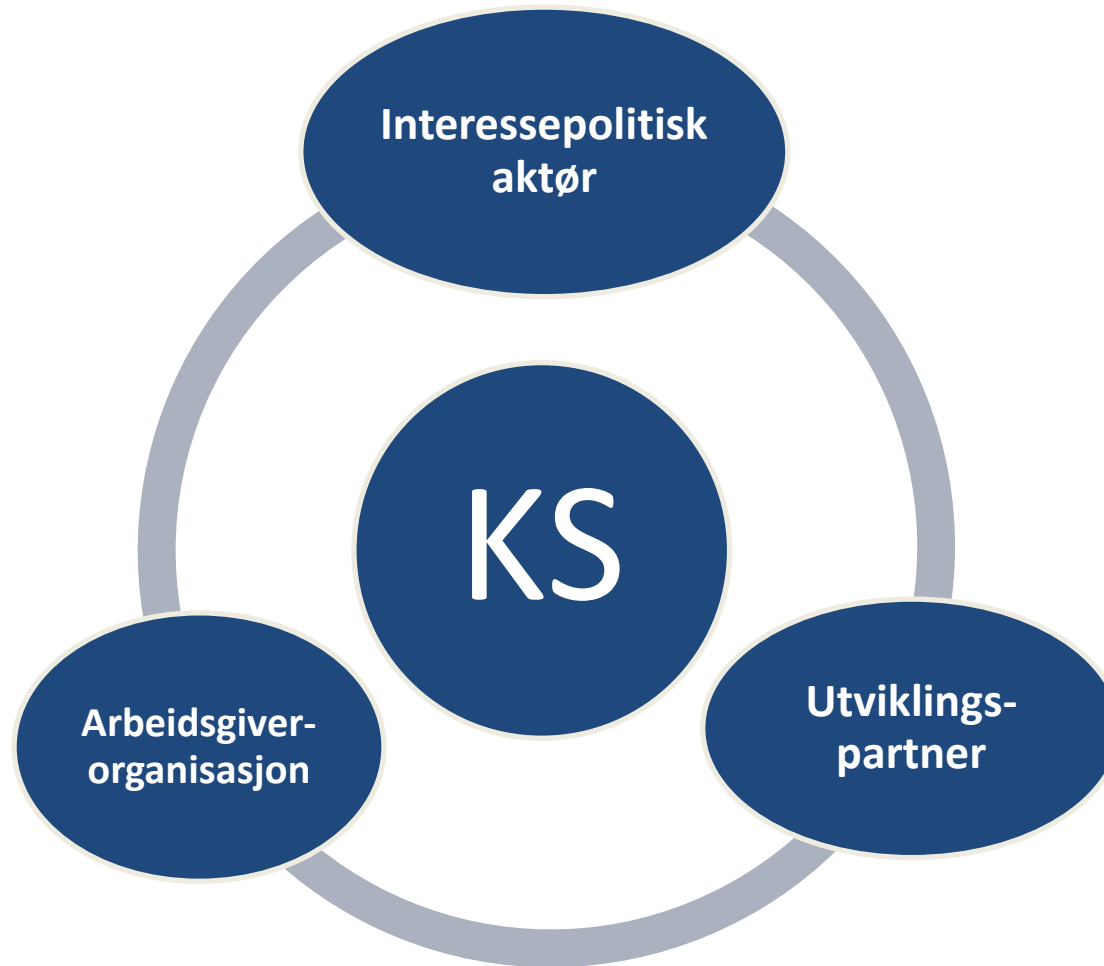 Interessepolitisk
aktør
KS
Arbeidsgiver-
organisasjon
Utviklings-
partner